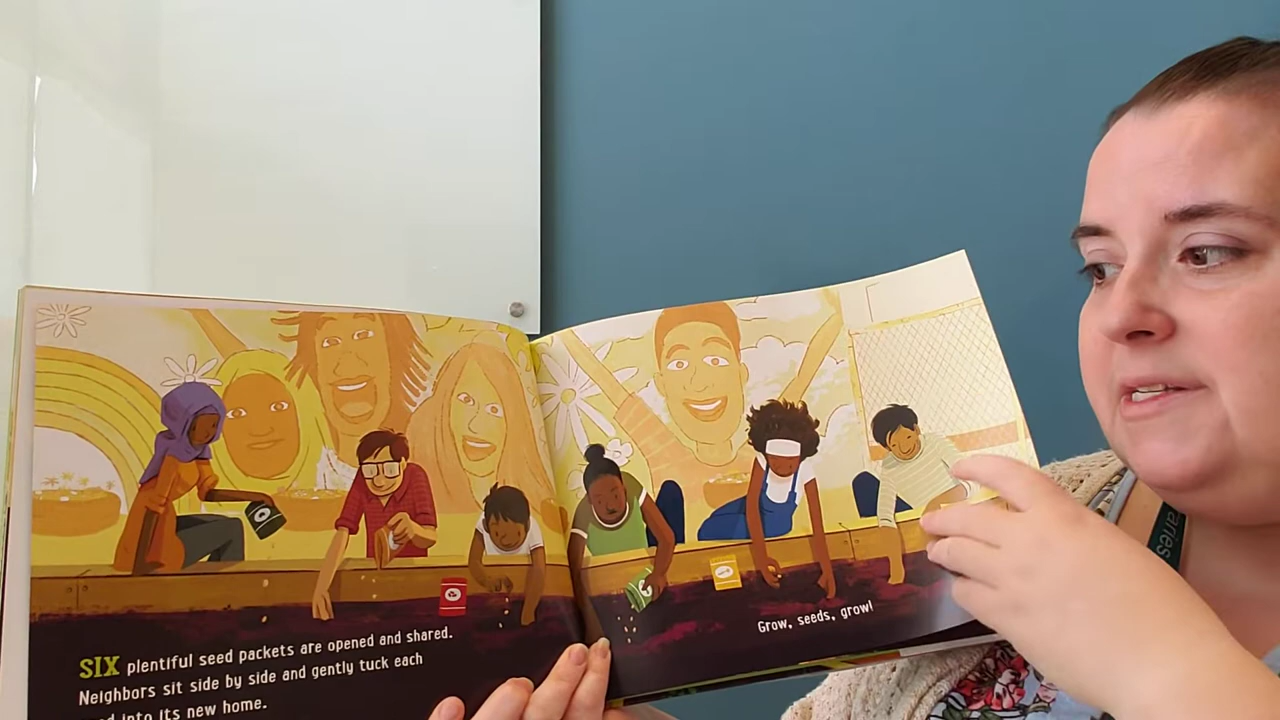 SIX plentiful seed packets are opened and shared.
Neighbors sit side by side and gently tuck each
into its new home.
Grow, seeds, grow!
aries